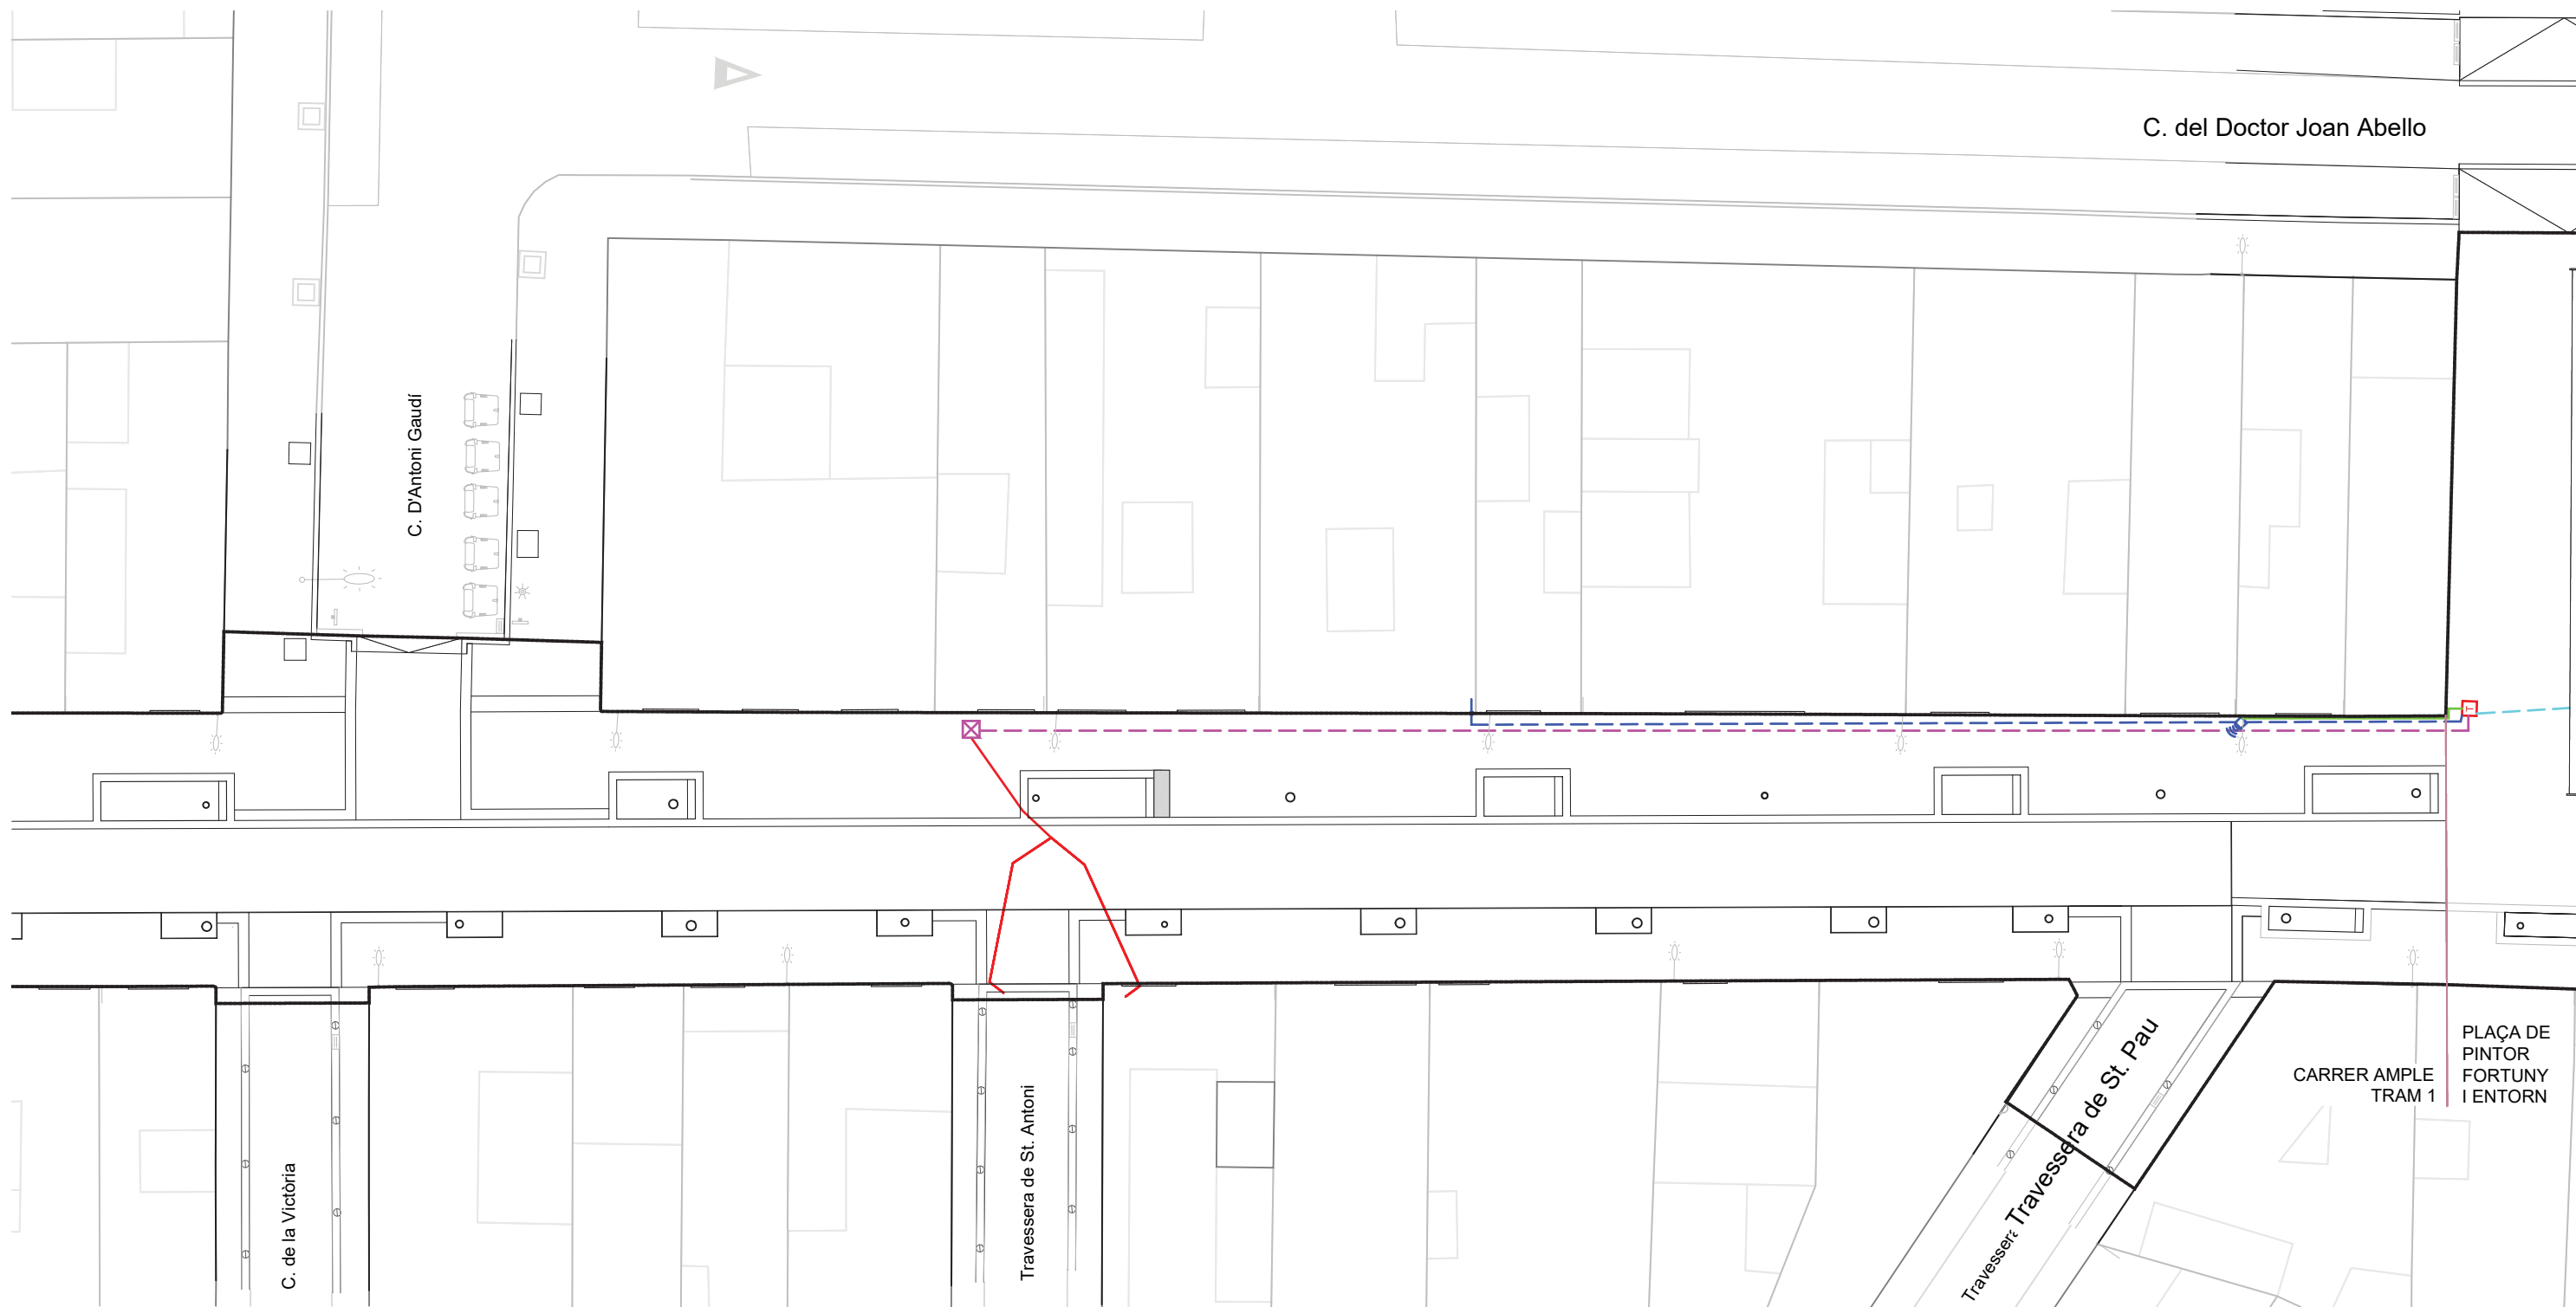 C. del Doctor Joan Abello
C. D'Antoni Gaudí
T
C. de la Victòria
Travessera de St. Antoni
Travessera de St. Pau
Travessera
CARRER AMPLE
TRAM 1
PLAÇA DE
PINTOR
FORTUNY
I ENTORN